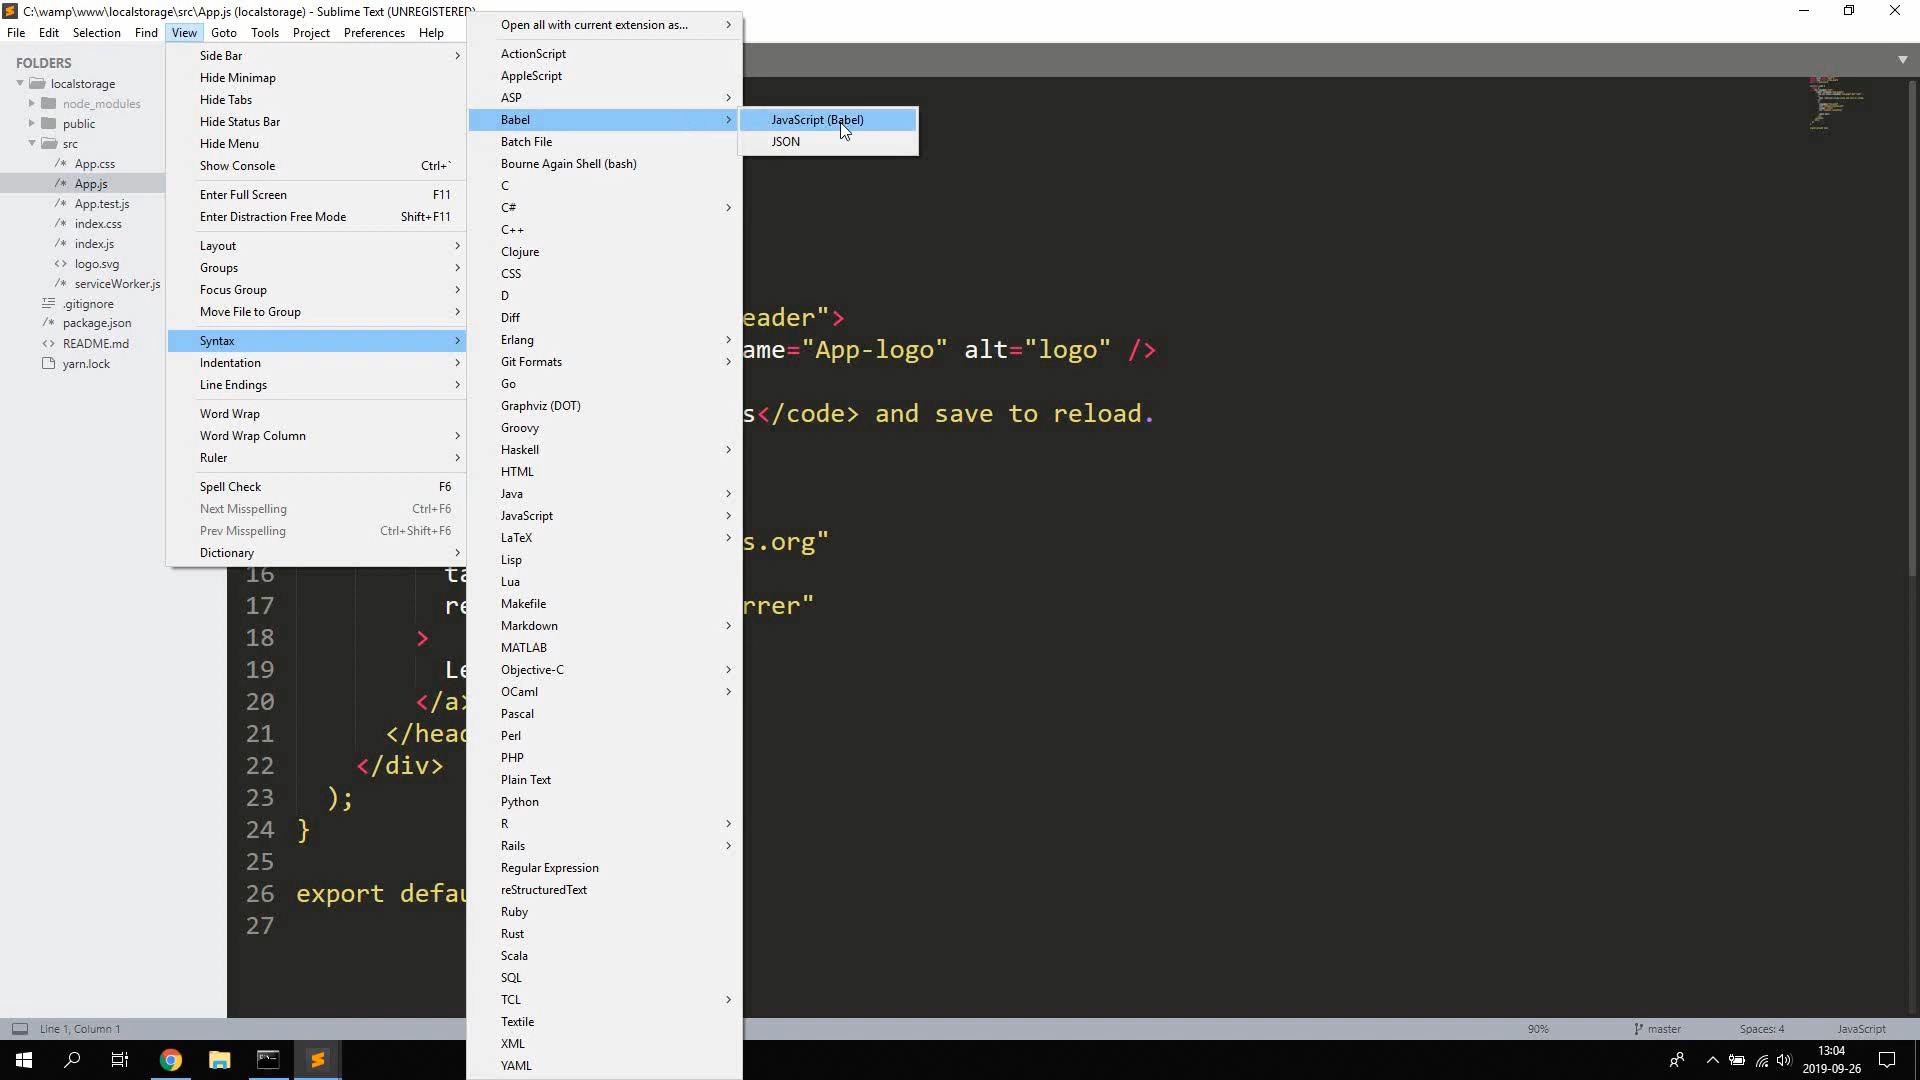 C:\wamp\www\localstorage\src\App.js (localstorage) - Sublime Text (UNREGISTERED)
File Edit Selection Find View Goto Tools Project Preferences Help
FOLDERS
localstorage
node_modules
public
src
App.css
App.js
App.test.js
index.css
index.js
logo.svg
serviceWorker.js
.gitignore
package.json
README.md
yarn.lock
Side Bar
Hide Minimap
Hide Tabs
Hide Status Bar
Hide Menu
Show Console Ctrl+`
Enter Full Screen F11
Enter Distraction Free Mode Shift+F11
Layout
Groups
Focus Group
Move File to Group
Syntax
Indentation
Line Endings
Word Wrap
Word Wrap Column
Ruler
Spell Check F6
Next Misspelling Ctrl+F6
Prev Misspelling Ctrl+Shift+F6
Dictionary
Open all with current extension as...
ActionScript
AppleScript
ASP
Babel
Batch File
Bourne Again Shell (bash)
C
C#
C++
Clojure
CSS
D
Diff
Erlang
Git Formats
Go
Graphviz (DOT)
Groovy
Haskell
HTML
Java
JavaScript
LaTeX
Lisp
Lua
Makefile
Markdown
MATLAB
Objective-C
OCaml
Pascal
Perl
PHP
Plain Text
Python
R
Rails
Regular Expression
reStructuredText
Ruby
Rust
Scala
SQL
TCL
Textile
XML
YAML
JavaScript (Babel)
JSON
eader">
ame="App-logo" alt="logo" />
s</code> and save to reload.
s.org"
16 ta
17 re rrer"
18 >
19 Le
20 </a>
21 </head
22 </div>
23 );
24 }
25
26 export defau
27
Line 1, Column 1 90% master Spaces: 4 JavaScript
13:04
2019-09-26